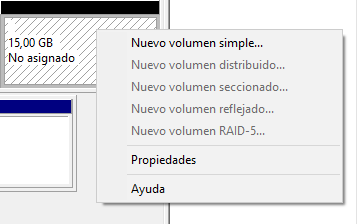 15,00 GB
No asignado
Nuevo volumen simple...
Nuevo volumen distribuido...
Nuevo volumen seccionado...
Nuevo volumen reflejado...
Nuevo volumen RAID-5...
Propiedades
Ayuda